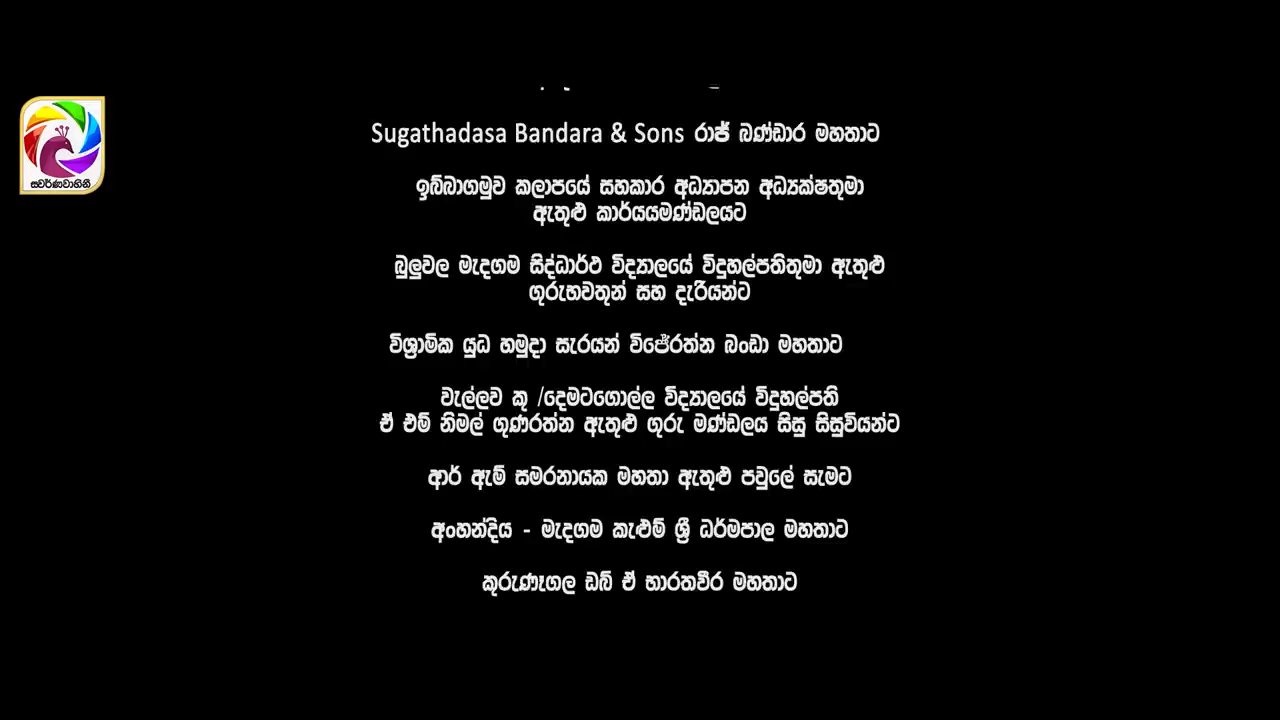 ස්වර්ණවාහිනී
Sugathadasa Bandara & Sons රාජ් බණ්ඩාර මහතාට
ඉබ්බාගමුව කලාපයේ සහකාර අධ්‍යාපන අධ්‍යක්ෂතුමා
ඇතුළු කාර්යයමණ්ඩලයට
බුලුවල මැදගම සිද්ධාර්ථ විද්‍යාලයේ විදුහල්පතිතුමා ඇතුළු
ගුරුභවතුන් සහ දැරියන්ට
විශ්‍රාමික යුධ හමුදා සැරයන් විජේරත්න බංඩා මහතාට
වැල්ලව කු /දෙමටගොල්ල විද්‍යාලයේ විදුහල්පති
ඒ එම් නිමල් ගුණරත්න ඇතුළු ගුරු මණ්ඩලය සිසු සිසුවියන්ට
ආර් ඇම් සමරනායක මහතා ඇතුළු පවුලේ සැමට
අංහන්දිය - මැදගම කැළුම් ශ්‍රී ධර්මපාල මහතාට
කුරුණෑගල ඩබ් ඒ භාරතවීර මහතාට